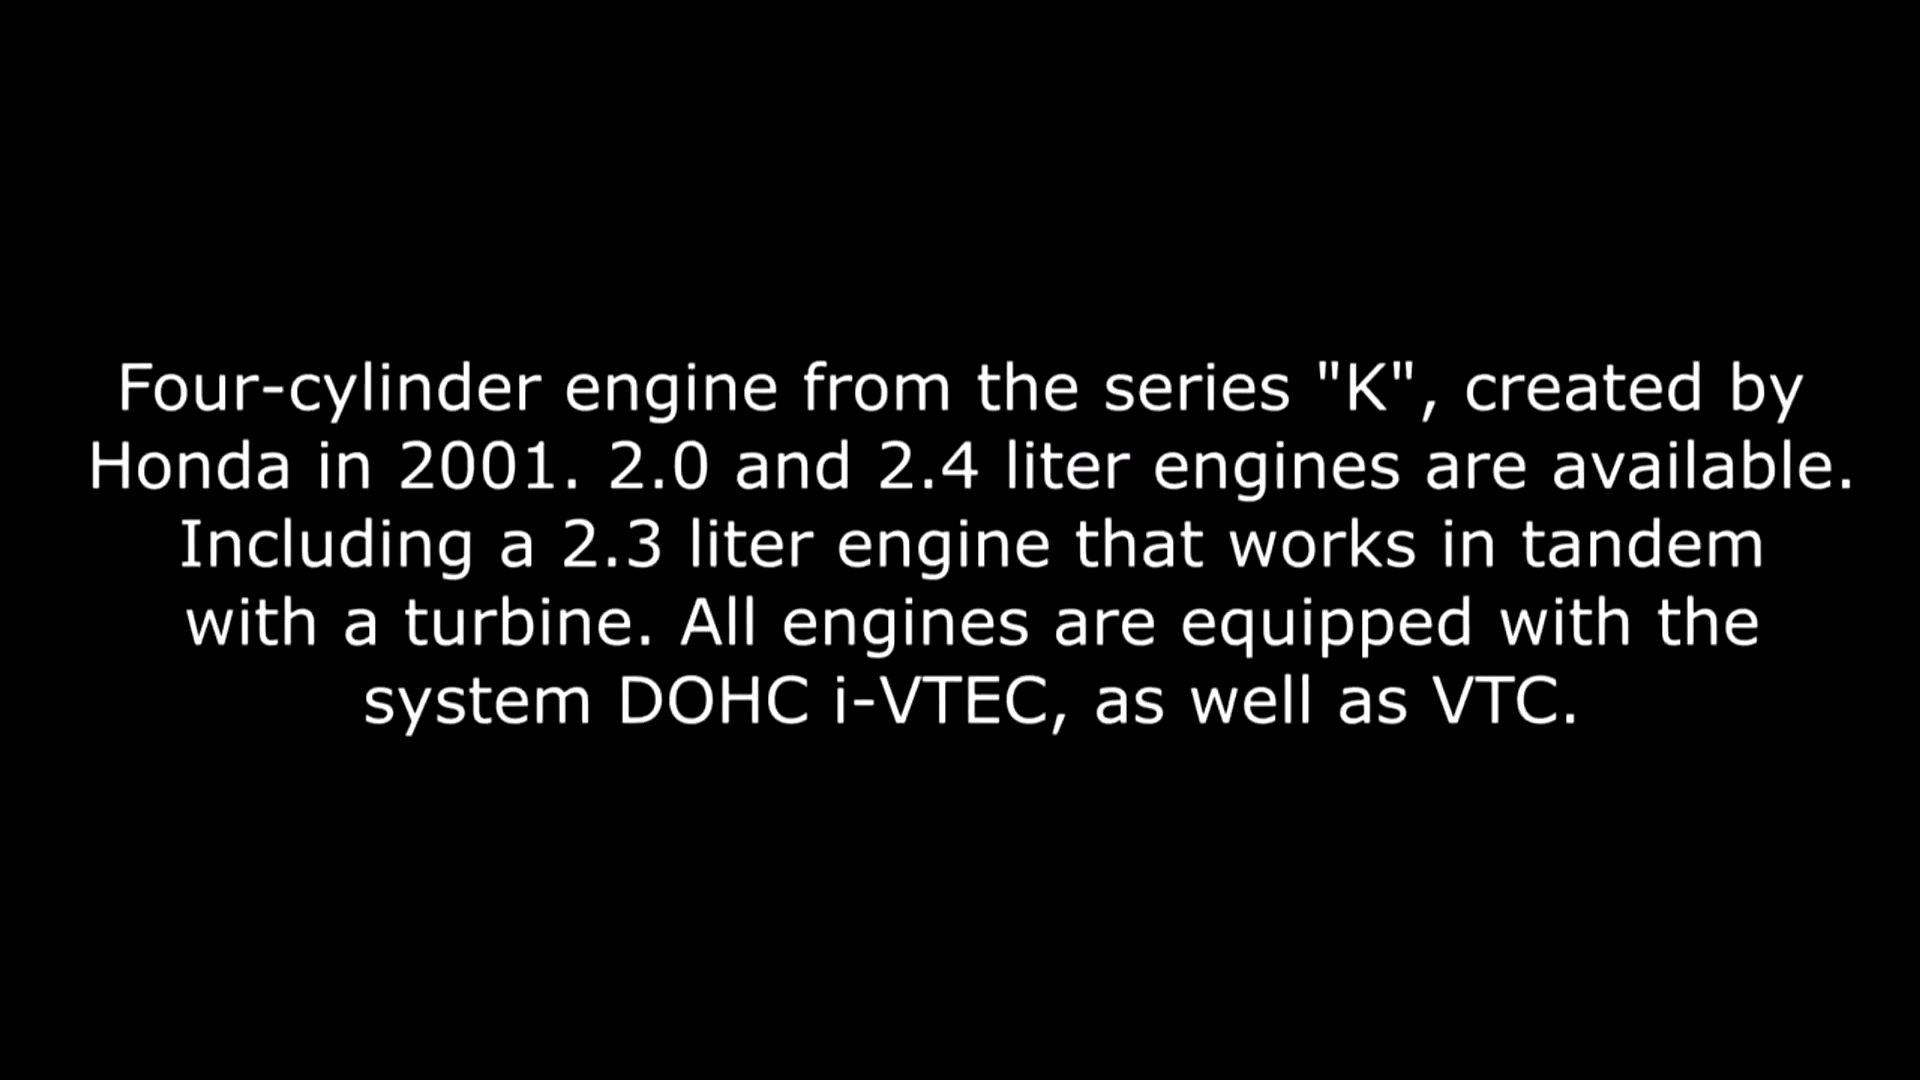 Four-cylinder engine from the series "K", created by
Honda in 2001. 2.0 and 2.4 liter engines are available.
Including a 2.3 liter engine that works in tandem
with a turbine. All engines are equipped with the
system DOHC i-VTEC, as well as VTC.